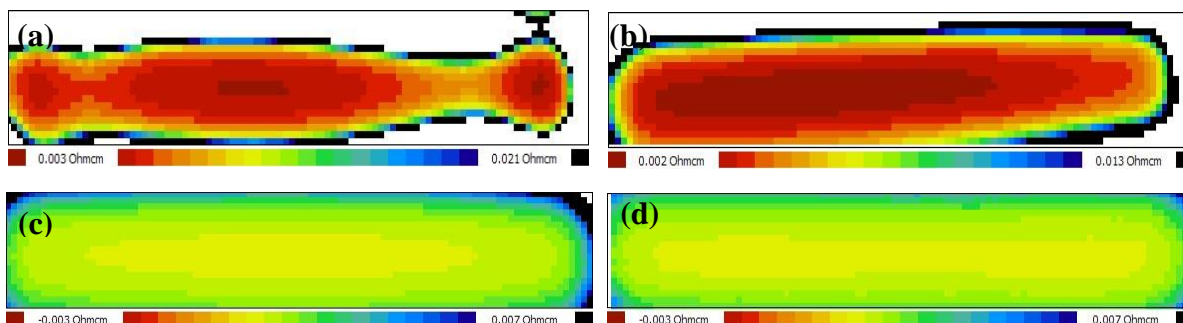 (a)
(b)
0.003 Ohmcm 0.021 Ohmcm
0.002 Ohmcm 0.013 Ohmcm
(c)
(d)
-0.003 Ohmcm 0.007 Ohmcm
-0.003 Ohmcm 0.007 Ohmcm